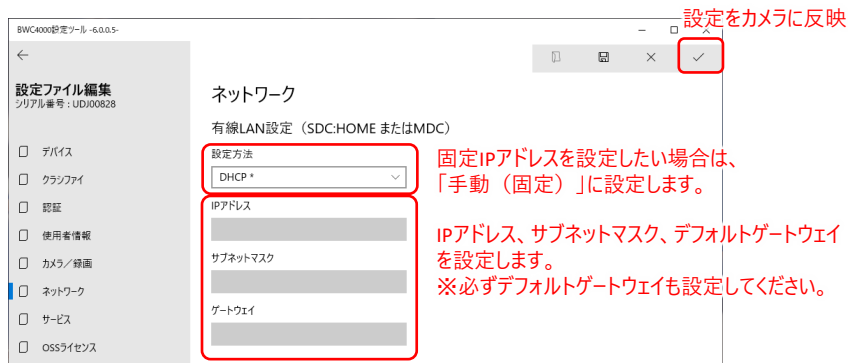 設定をカメラに反映
BWC4000設定ツール -6.0.0.5-
設定ファイル編集
シリアル番号 : UDJ00828
デバイス
クラシファイ
認証
使用者情報
カメラ／録画
ネットワーク
サービス
OSSライセンス
ネットワーク
有線LAN設定（SDC:HOME またはMDC）
設定方法
DHCP *
IPアドレス
サブネットマスク
ゲートウェイ
固定IPアドレスを設定したい場合は、
「手動（固定）」に設定します。
IPアドレス、サブネットマスク、デフォルトゲートウェイ
を設定します。
※必ずデフォルトゲートウェイも設定してください。